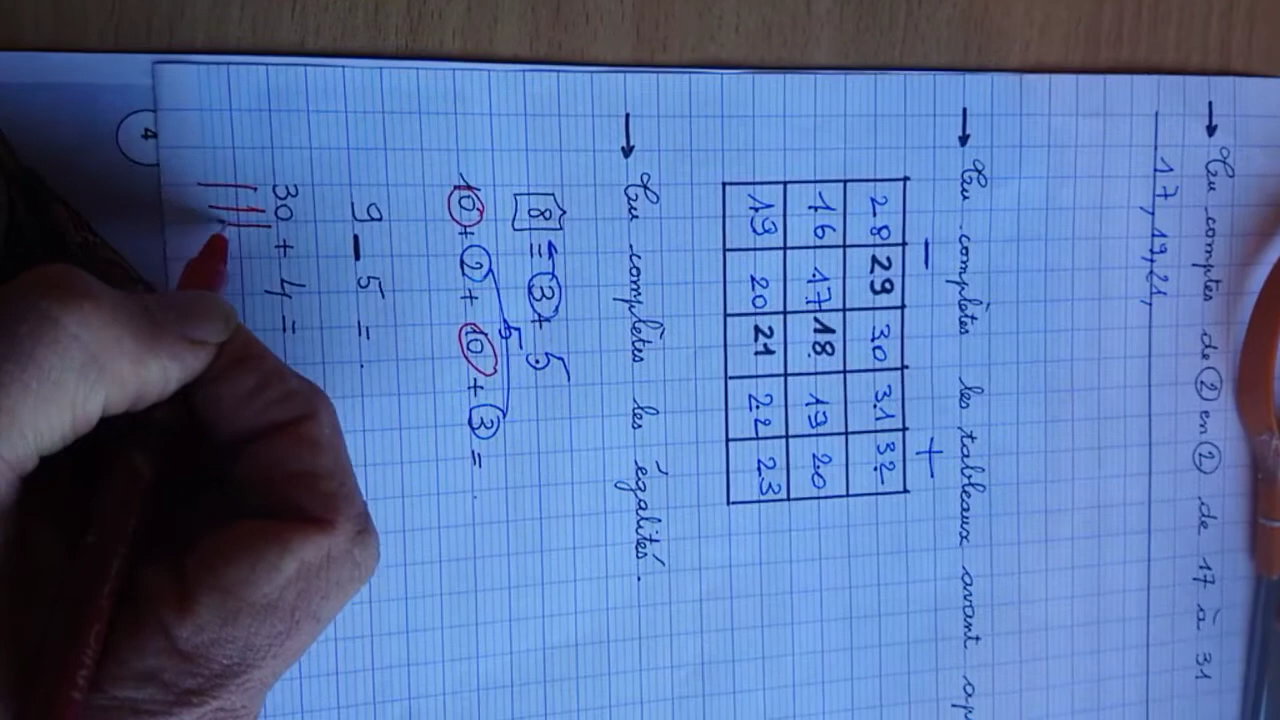 → Tu comptes de 2 en 2 de 17 à 31
17, 19, 21,
→ Tu complètes les tableaux avant
- +
28 29 30 31 32
16 17 18 19 20
19 20 21 22 23
→ Tu complètes les égalités.
8 = 3 + 5
5
10 + 2 + 10 + 3 = .
9 - 5 = .
30 + 4 =
4